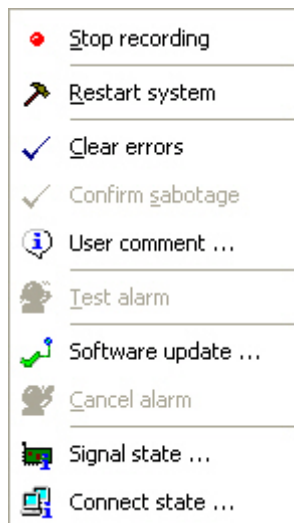 Stop recording
Restart system
Clear errors
Confirm sabotage
User comment ...
Test alarm
Software update ...
Cancel alarm
Signal state ...
Connect state ...